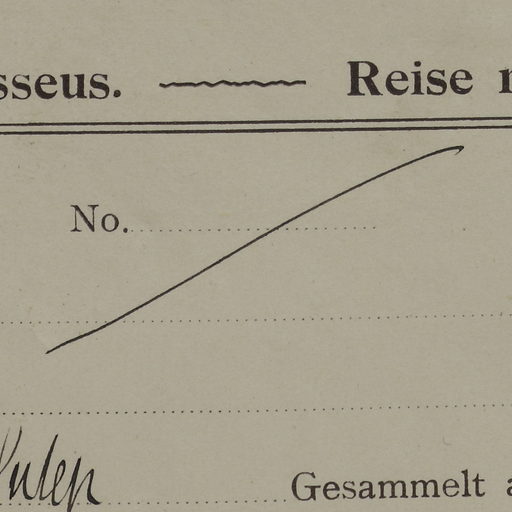 sseus. Reise
No.
Gesammelt